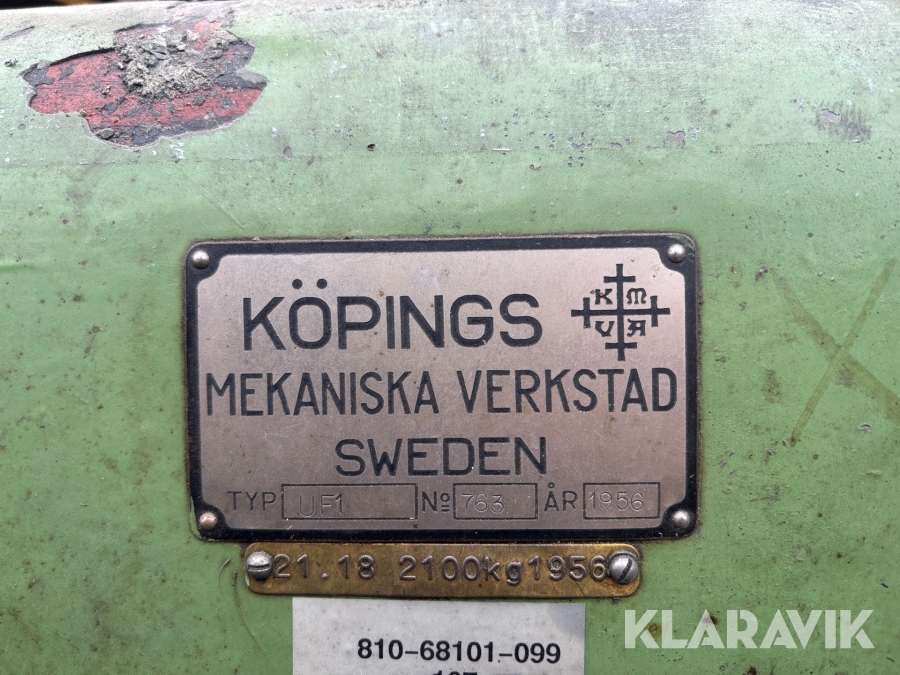 KÖPINGS
K M
V A
MEKANISKA VERKSTAD
SWEDEN
TYP UF1 Nº 763 ÅR 1956
21.18 2100kg1956
810-68101-099
KLARAVIK